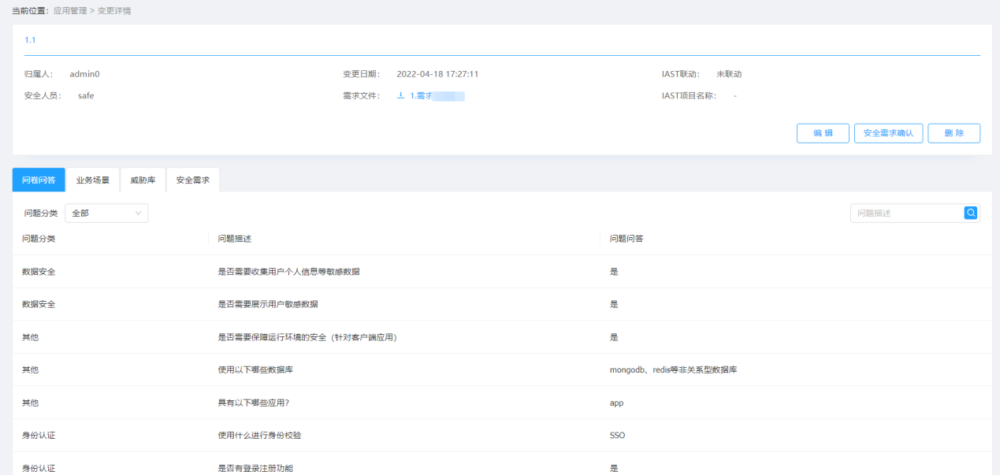 当前位置： 应用管理 > 变更详情
1.1
归属人： admin0 变更日期： 2022-04-18 17:27:11 IAST联动： 未联动
安全人员： safe 需求文件： 1.需求 IAST项目名称： -
编 辑 安全需求确认 删 除
问卷问答 业务场景 威胁库 安全需求
问题分类 全部 问题描述
问题分类 问题描述 问题问答
数据安全 是否需要收集用户个人信息等敏感数据 是
数据安全 是否需要展示用户敏感数据 是
其他 是否需要保障运行环境的安全（针对客户端应用） 是
其他 使用以下哪些数据库 mongodb、redis等非关系型数据库
其他 具有以下哪些应用? app
身份认证 使用什么进行身份校验 SSO
身份认证 是否有登录注册功能 是